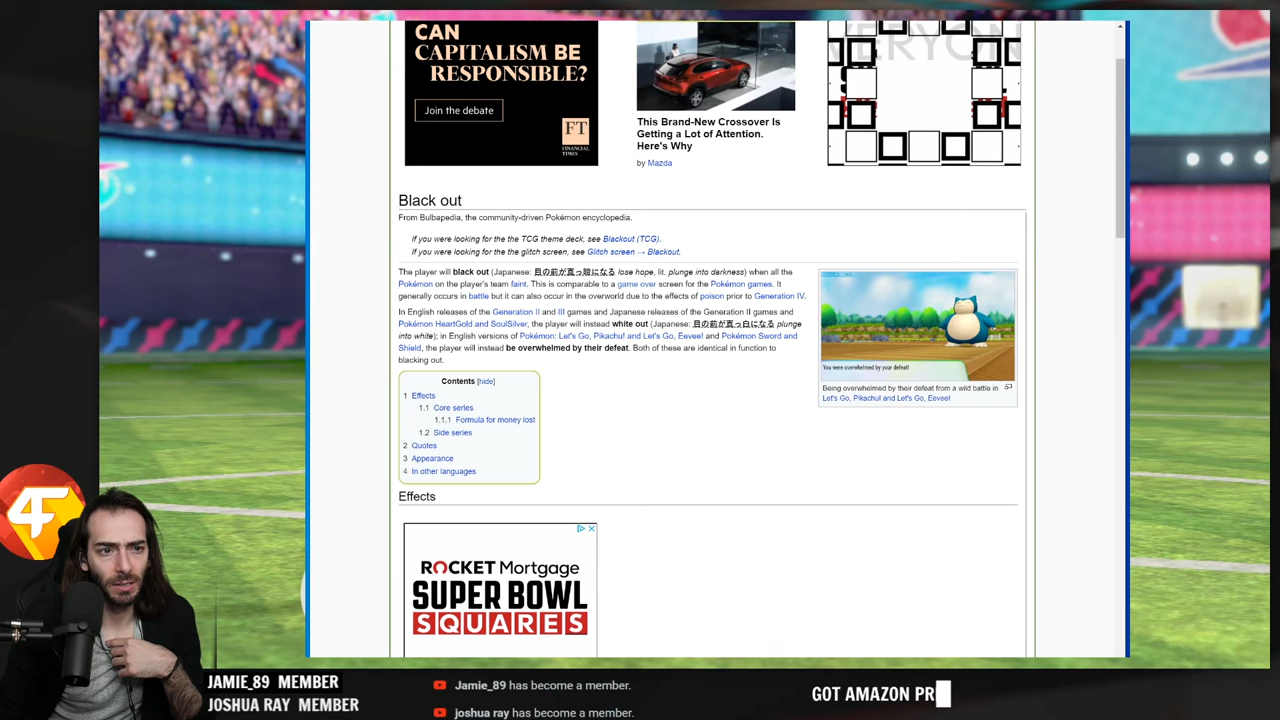 CAN
CAPITALISM BE
RESPONSIBLE?
Join the debate
FT
FINANCIAL
TIMES
This Brand-New Crossover Is
Getting a Lot of Attention.
Here's Why
by Mazda
VERYON
Black out
From Bulbapedia, the community-driven Pokémon encyclopedia.
If you were looking for the the TCG theme deck, see Blackout (TCG).
If you were looking for the the glitch screen, see Glitch screen → Blackout.
The player will black out (Japanese: 目の前が真っ暗になる lose hope, lit. plunge into darkness) when all the
Pokémon on the player's team faint. This is comparable to a game over screen for the Pokémon games. It
generally occurs in battle but it can also occur in the overworld due to the effects of poison prior to Generation IV.
In English releases of the Generation II and III games and Japanese releases of the Generation II games and
Pokémon HeartGold and SoulSilver, the player will instead white out (Japanese: 目の前が真っ白になる plunge
into white); in English versions of Pokémon: Let's Go, Pikachu! and Let's Go, Eevee! and Pokémon Sword and
Shield, the player will instead be overwhelmed by their defeat. Both of these are identical in function to
blacking out.
You were overwhelmed by your defeat!
Being overwhelmed by their defeat from a wild battle in
Let's Go, Pikachu! and Let's Go, Eevee!
Contents [hide]
1 Effects
1.1 Core series
1.1.1 Formula for money lost
1.2 Side series
2 Quotes
3 Appearance
4 In other languages
Effects
ROCKET Mortgage
SUPER BOWL
SQUARES
4F
JAMIE_89 MEMBER
JOSHUA RAY MEMBER
Jamie_89 has become a member.
joshua ray has become a member.
GOT AMAZON PR